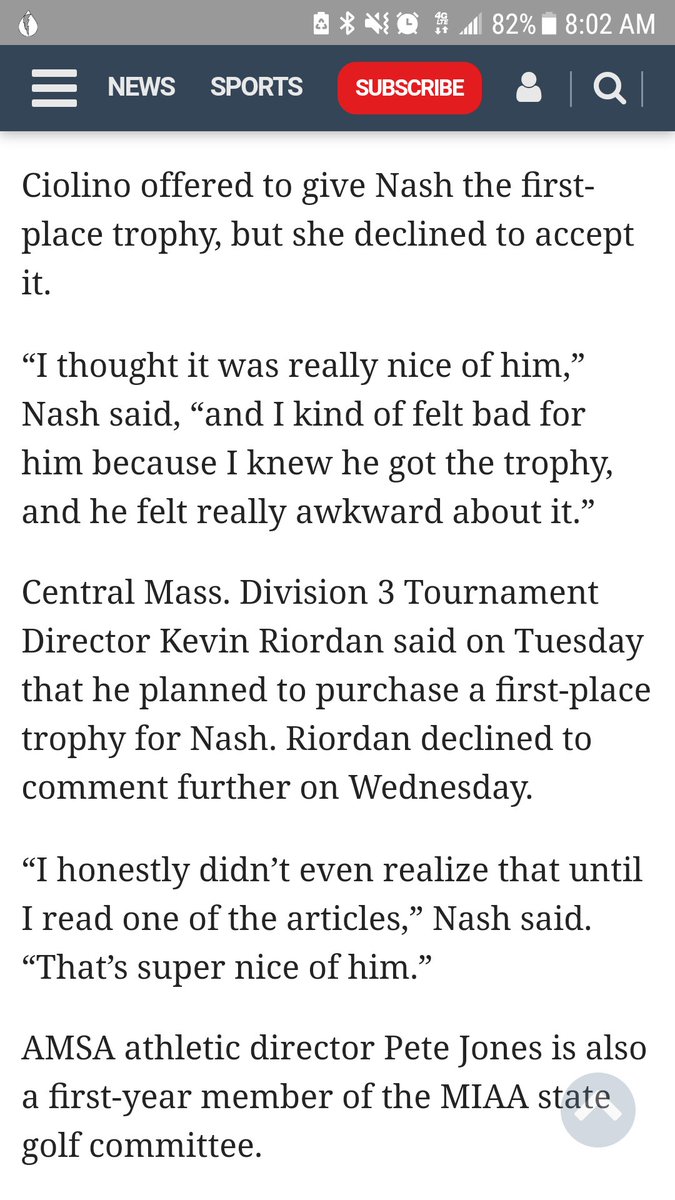 82% 8:02 AM
NEWS SPORTS SUBSCRIBE
Ciolino offered to give Nash the first-
place trophy, but she declined to accept
it.
“I thought it was really nice of him,”
Nash said, “and I kind of felt bad for
him because I knew he got the trophy,
and he felt really awkward about it.”
Central Mass. Division 3 Tournament
Director Kevin Riordan said on Tuesday
that he planned to purchase a first-place
trophy for Nash. Riordan declined to
comment further on Wednesday.
“I honestly didn’t even realize that until
I read one of the articles,” Nash said.
“That’s super nice of him.”
AMSA athletic director Pete Jones is also
a first-year member of the MIAA state
golf committee.